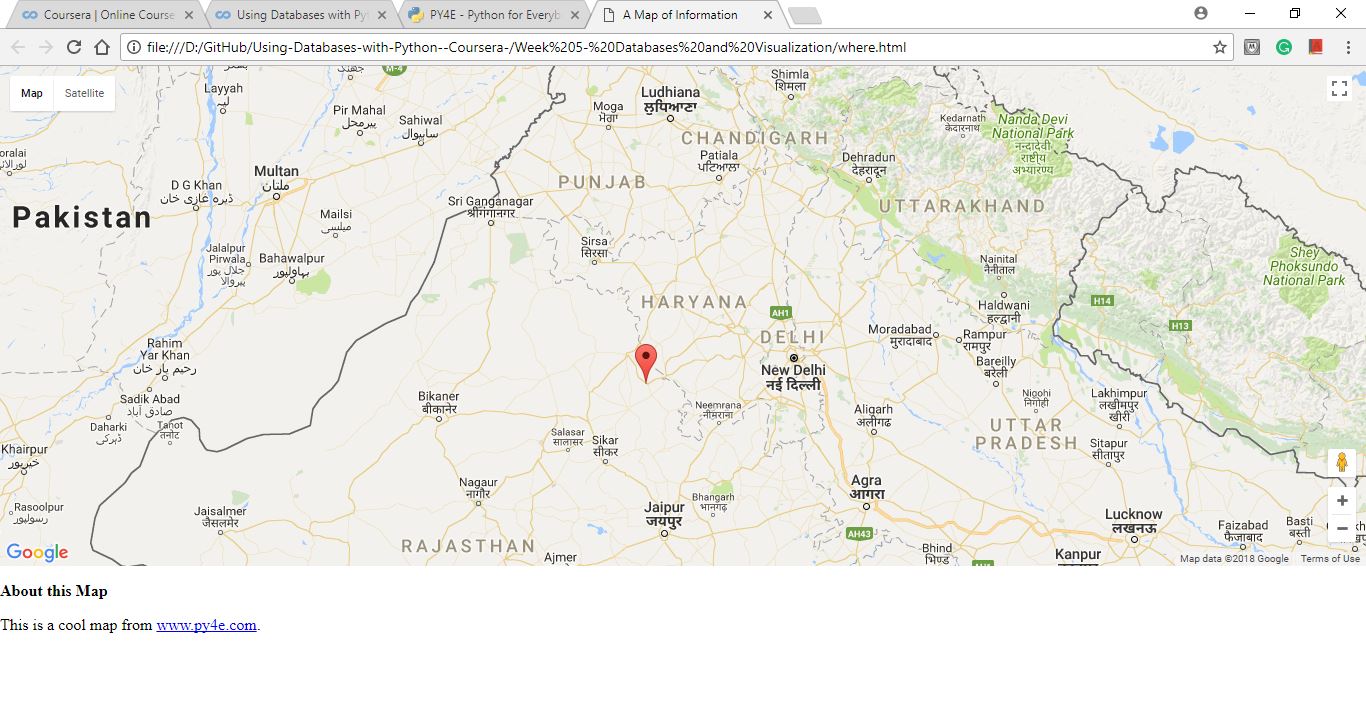 Coursera | Online Course
Using Databases with Py
PY4E - Python for Everyb
A Map of Information
file:///D:/GitHub/Using-Databases-with-Python--Coursera-/Week%205-%20Databases%20and%20Visualization/where.html
Map
Satellite
Layyah
لیہ
M-4
Pir Mahal
پیرمحل
Sahiwal
ساہیوال
Moga
ਮੋਗਾ
Ludhiana
ਲੁਧਿਆਣਾ
Shimla
शिमला
Kedarnath
केदारनाथ
Nanda Devi
National Park
नन्दादेवी
राष्ट्रीय
अभ्यारण्य
CHANDIGARH
Patiala
ਪਟਿਆਲਾ
Dehradun
देहरादून
Multan
ملتان
D G Khan
ڈیرہ غازی خان
PUNJAB
Sri Ganganagar
श्रीगंगानगर
UTTARAKHAND
Pakistan
Mailsi
میلسی
Jalalpur
Pirwala
جلال پور
پیروالا
Bahawalpur
بہاولپور
Sirsa
सिरसा
Nainital
नैनीताल
Shey
Phoksundo
National Park
HARYANA
AH1
Haldwani
हल्द्वानी
H14
H13
DELHI
New Delhi
नई दिल्ली
Moradabad
मुरादाबाद
Rampur
रामपुर
Bareilly
बरेली
Rahim
Yar Khan
رحیم یار خان
Sadik Abad
صادق آباد
Daharki
ڈہرکی
Tanot
तनोट
Bikaner
बीकानेर
Neemrana
नीमराना
Aligarh
अलीगढ़
Nigohi
निगोही
Lakhimpur
लखीमपुर
खीरी
Khairpur
خیرپور
Salasar
सालासर
Sikar
सीकर
UTTAR
PRADESH
Sitapur
सीतापुर
Nagaur
नागौर
Agra
आगरा
Rasoolpur
رسولپور
Jaisalmer
जैसलमेर
Jaipur
जयपुर
Bhangarh
भानगढ़
Lucknow
लखनऊ
Faizabad
फैजाबाद
Basti
बस्ती
AH43
RAJASTHAN
Ajmer
Bhind
भिण्ड
Kanpur
Google
Map data ©2018 Google
Terms of Use
About this Map
This is a cool map from www.py4e.com.